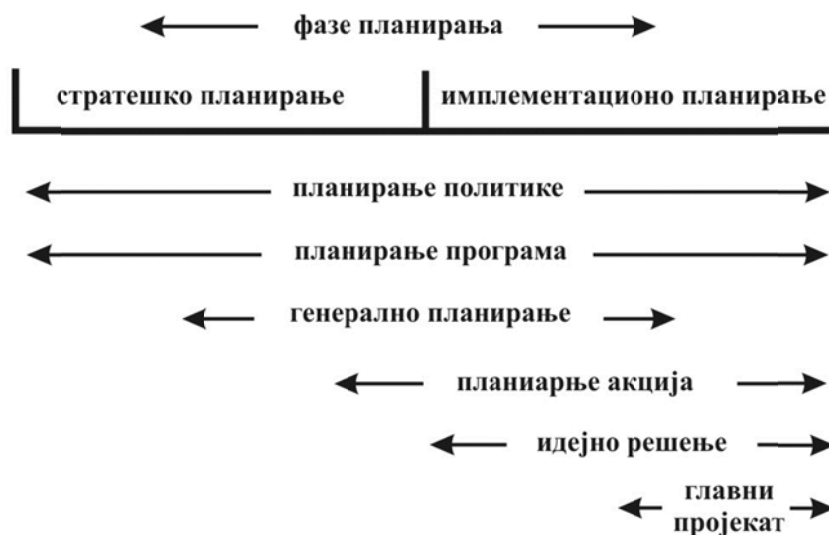 фазе планирања
стратешко планирање имплементационо планирање
планирање политике
планирање програма
генерално планирање
планиарње акција
идејно решење
главни
пројекат